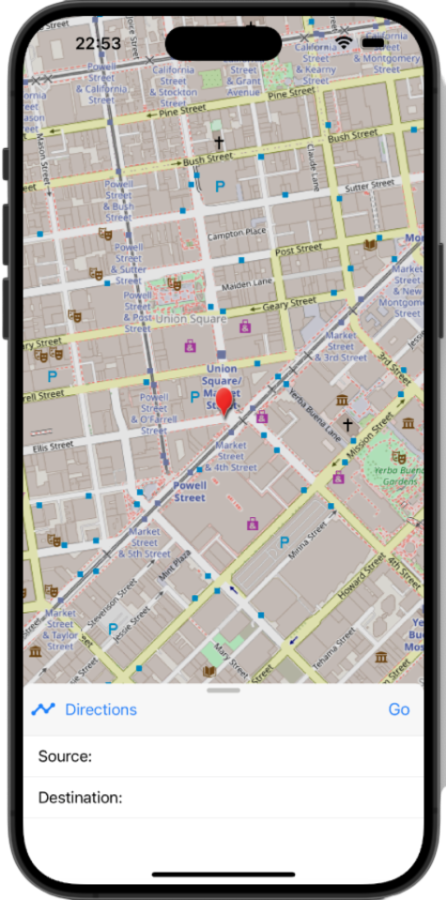 22:53
California
Street
& Kearny
Street
California
& Montgomery
Street
Powell
Street
& California
Street
California
Street
& Stockton
Street
Street
& Grant
Avenue
Pine Street
Pine Street
Mason Street
Bush Street
Bush Street
Claude Lane
P
Sutter Street
Powell
Street
& Bush
Street
Campton Place
Post Street
Powell
Street
& Sutter
Street
Maiden Lane
Market
Street
& New
Montgomery
Street
Powell
Street
& Post
Street
Geary Street
Union Square
Market
Street
& 3rd Street
3rd Street
P
Union
Square/
Market
Street
P
Powell
Street
& O'Farrell
Street
Yerba Buena Lane
Ellis Street
Market
Street
& 4th Street
Mission Street
Yerba Buena
Gardens
Powell
Street
Market
Street
& 5th Street
P
Minna Street
Mint Plaza
4th Street
Howard Street
Stevenson Street
Jessie Street
Market
Street
& Taylor
Street
P
Mary Street
Tehama Street
Directions
Go
Source:
Destination: